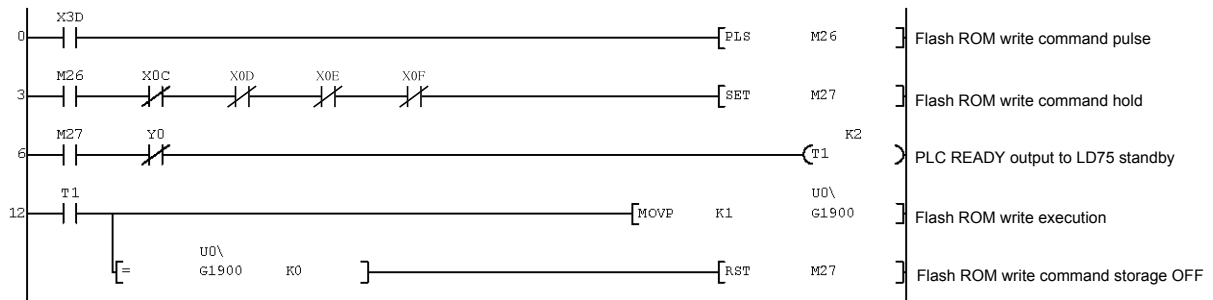 X3D
0 PLS M26 Flash ROM write command pulse
M26 X0C X0D X0E X0F
3 SET M27 Flash ROM write command hold
M27 Y0 K2
6 T1 PLC READY output to LD75 standby
T1 U0\
12 MOVP K1 G1900 Flash ROM write execution
U0\
= G1900 K0 RST M27 Flash ROM write command storage OFF